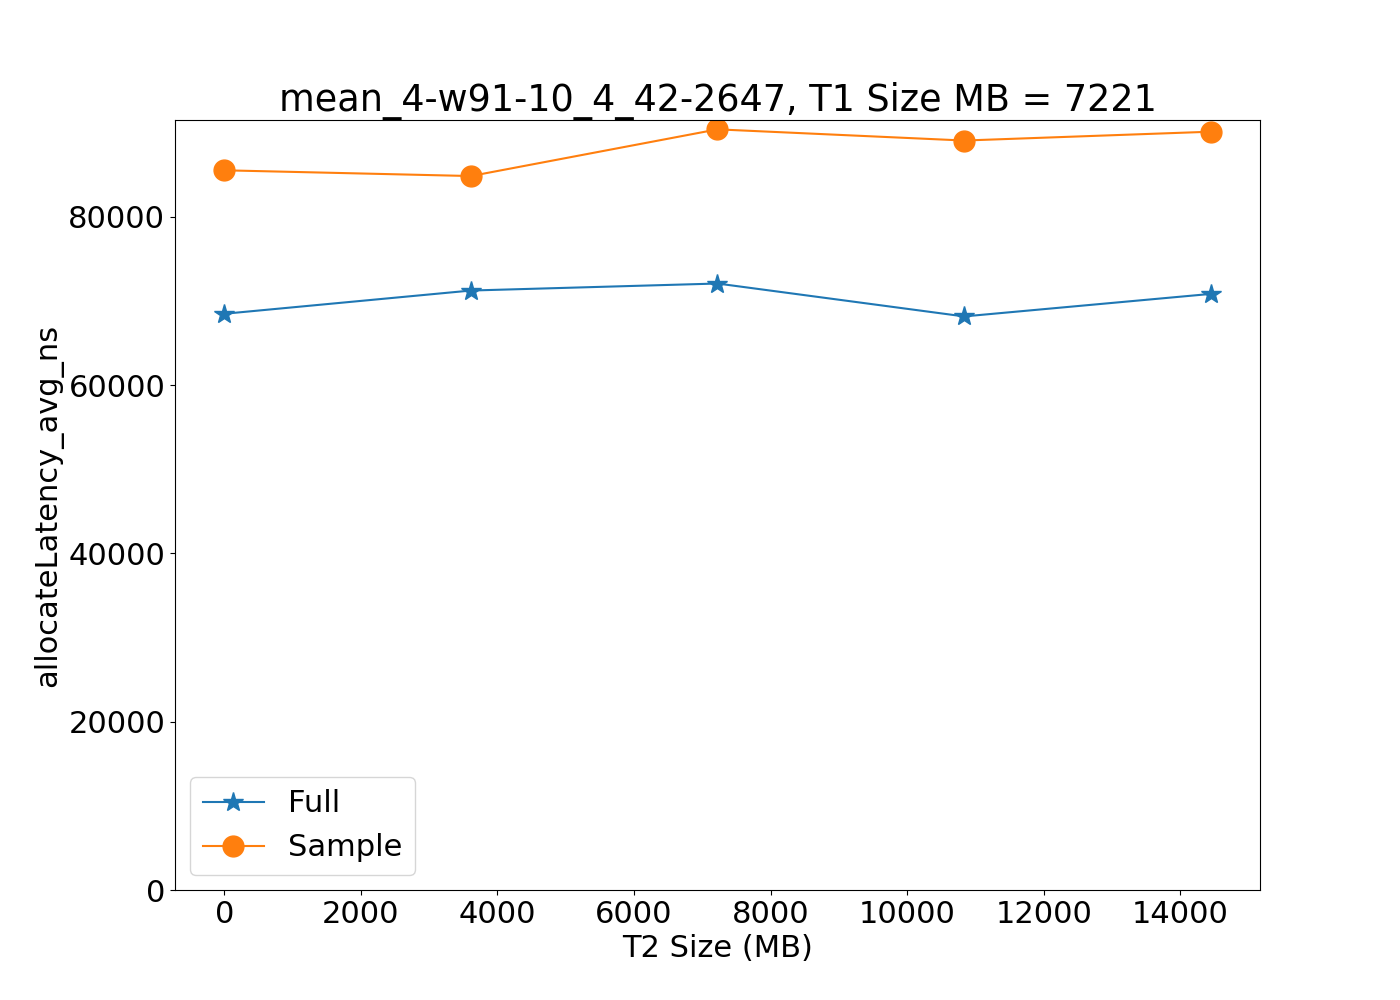 mean_4-w91-10_4_42-2647, T1 Size MB = 7221
allocateLatency_avg_ns
80000
60000
40000
20000
0
Full
Sample
0 2000 4000 6000 8000 10000 12000 14000
T2 Size (MB)